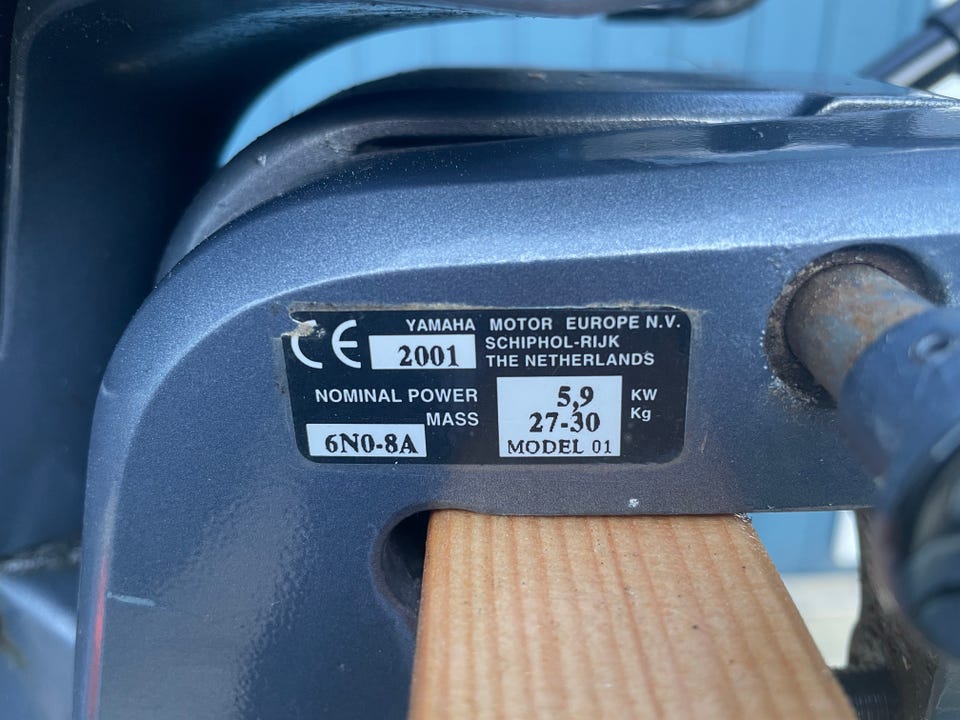 CE YAMAHA MOTOR EUROPE N.V.
2001 SCHIPHOL-RIJK
THE NETHERLANDS
NOMINAL POWER 5,9 KW
MASS 27-30 Kg
6N0-8A MODEL 01